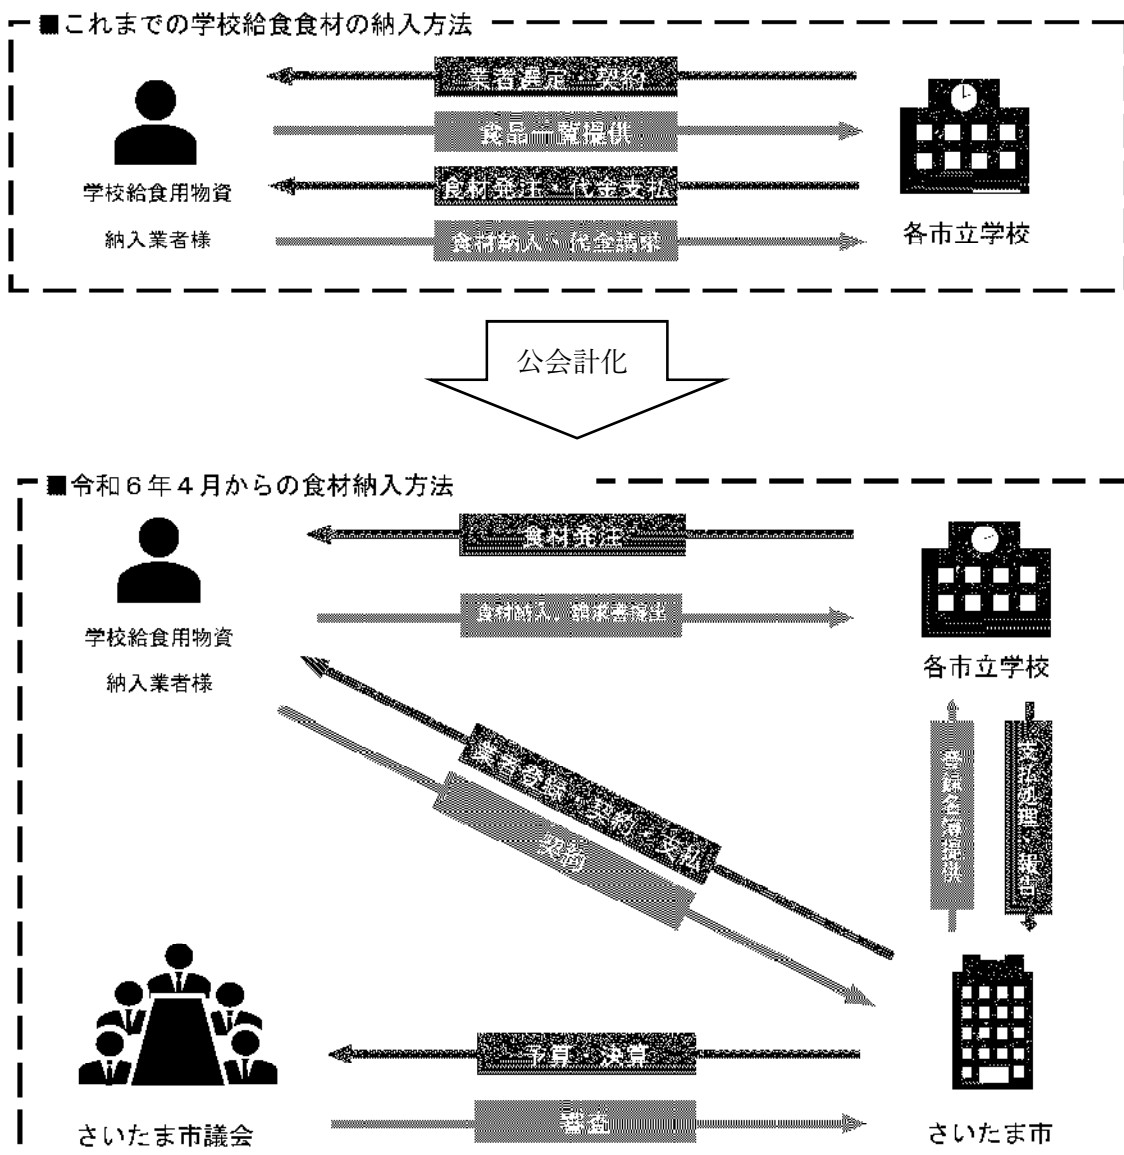 ■これまでの学校給食食材の納入方法
業者選定・契約
食品一覧提供
食材発注・代金支払
食材納入・代金請求
学校給食用物資
納入業者様
各市立学校
公会計化
■令和６年４月からの食材納入方法
食材発注
食材納入、請求書提出
学校給食用物資
納入業者様
各市立学校
業者登録・契約・支払
契約
登録名簿提供
支払処理・報告
予算・決算
審査
さいたま市議会
さいたま市